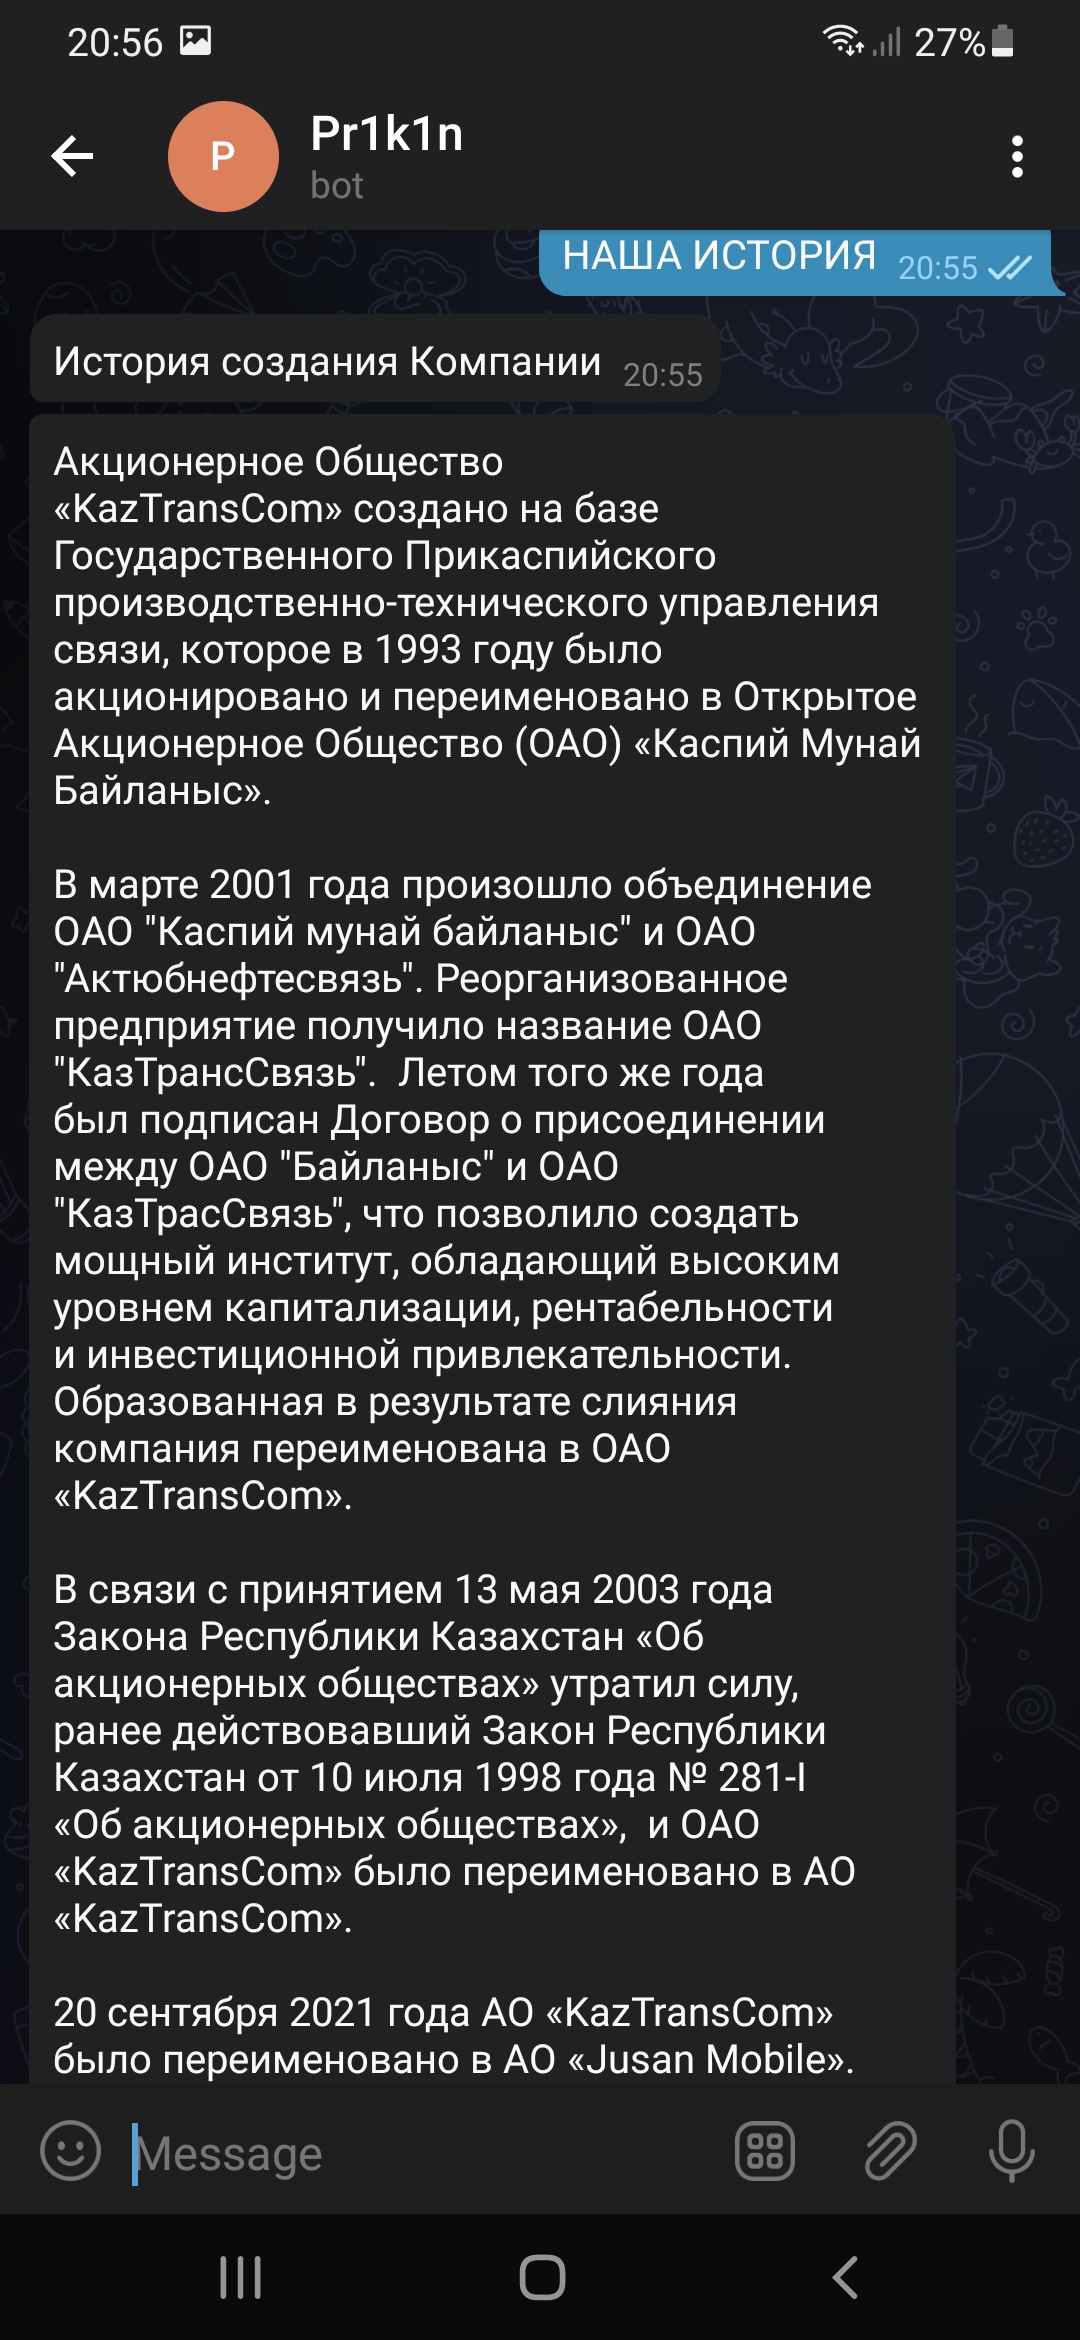 20:56
27%
P
Pr1k1n
bot
НАША ИСТОРИЯ 20:55
История создания Компании 20:55
Акционерное Общество
«KazTransCom» создано на базе
Государственного Прикаспийского
производственно-технического управления
связи, которое в 1993 году было
акционировано и переименовано в Открытое
Акционерное Общество (ОАО) «Каспий Мунай
Байланыс».
В марте 2001 года произошло объединение
ОАО "Каспий мунай байланыс" и ОАО
"Актюбнефтесвязь". Реорганизованное
предприятие получило название ОАО
"КазТрансСвязь".  Летом того же года
был подписан Договор о присоединении
между ОАО "Байланыс" и ОАО
"КазТрасСвязь", что позволило создать
мощный институт, обладающий высоким
уровнем капитализации, рентабельности
и инвестиционной привлекательности.
Образованная в результате слияния
компания переименована в ОАО
«KazTransCom».
В связи с принятием 13 мая 2003 года
Закона Республики Казахстан «Об
акционерных обществах» утратил силу,
ранее действовавший Закон Республики
Казахстан от 10 июля 1998 года № 281-I
«Об акционерных обществах»,  и ОАО
«KazTransCom» было переименовано в АО
«KazTransCom».
20 сентября 2021 года АО «KazTransCom»
было переименовано в АО «Jusan Mobile».
Message